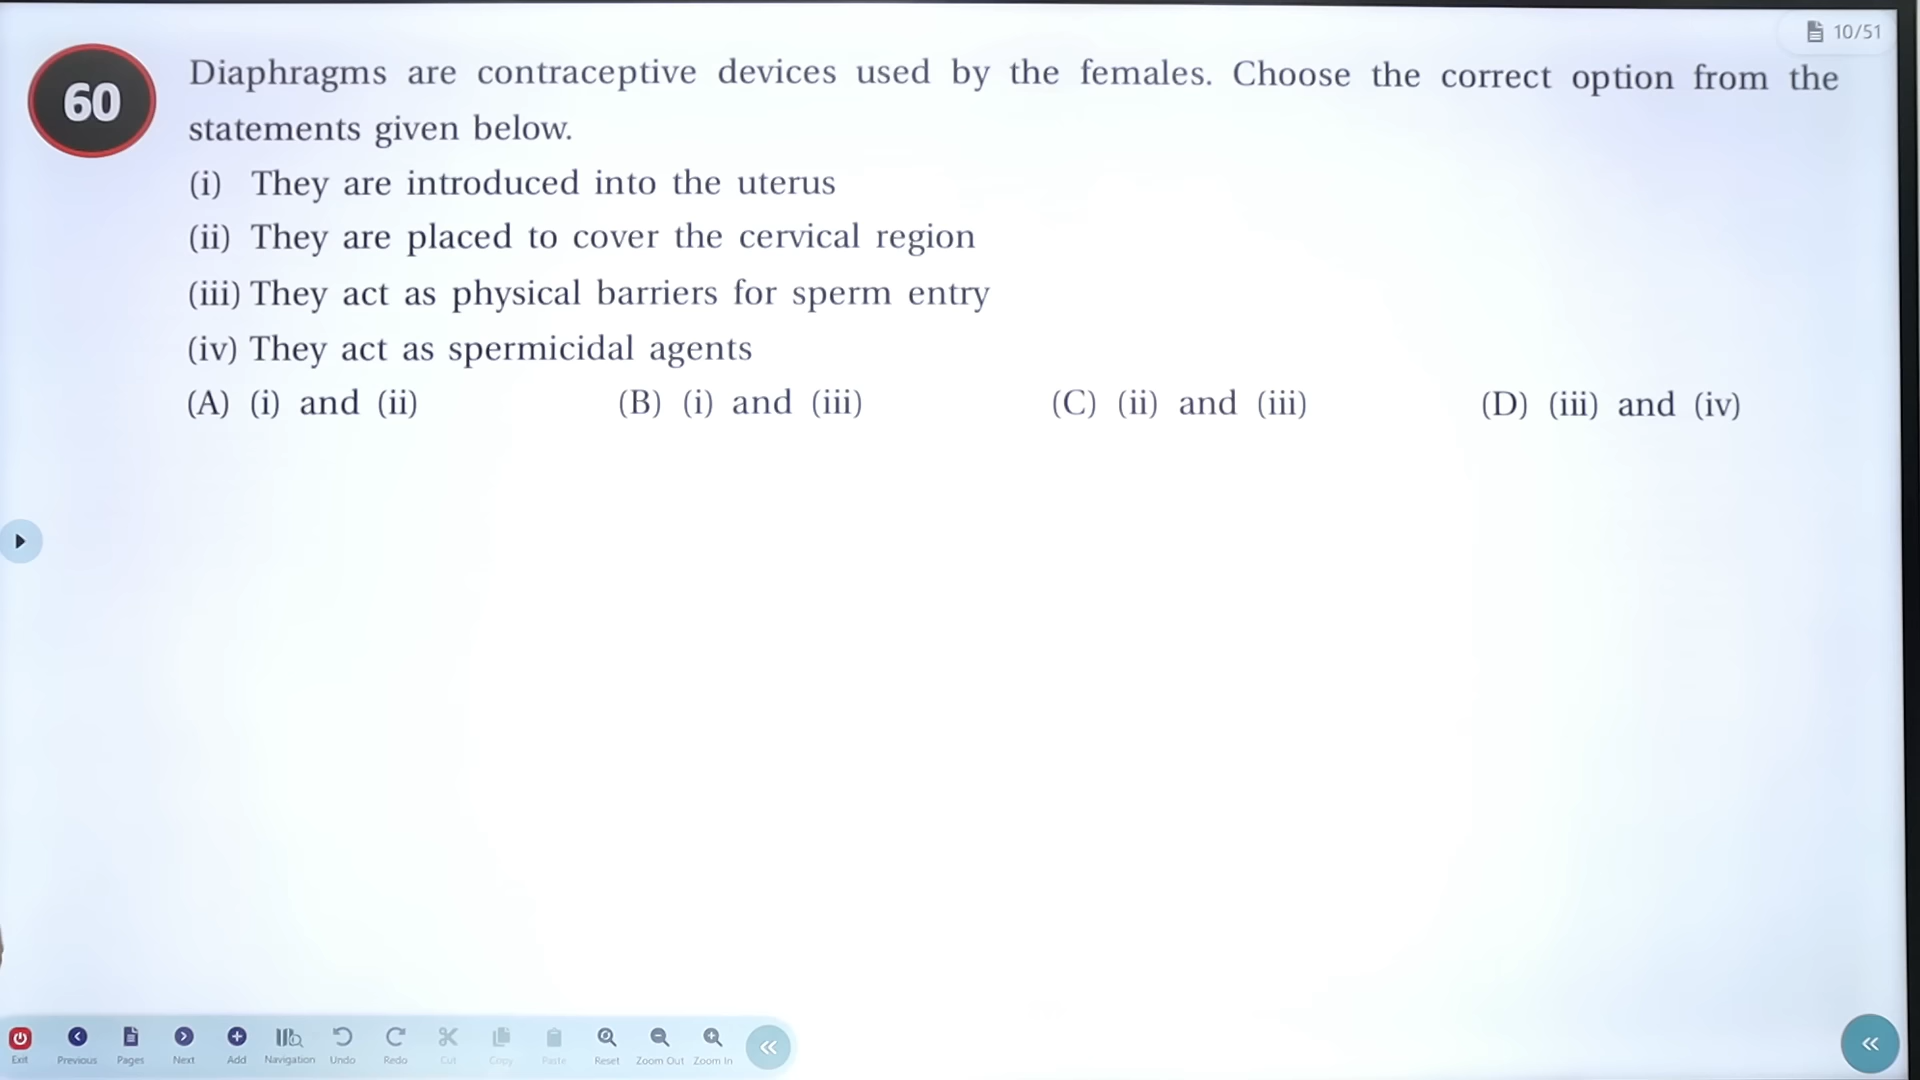 10/51
60
Diaphragms are contraceptive devices used by the females. Choose the correct option from the
statements given below.
(i) They are introduced into the uterus
(ii) They are placed to cover the cervical region
(iii) They act as physical barriers for sperm entry
(iv) They act as spermicidal agents
(A) (i) and (ii) (B) (i) and (iii) (C) (ii) and (iii) (D) (iii) and (iv)
Exit Previous Pages Next Add Navigation Undo Redo Cut Copy Paste Reset Zoom Out Zoom In